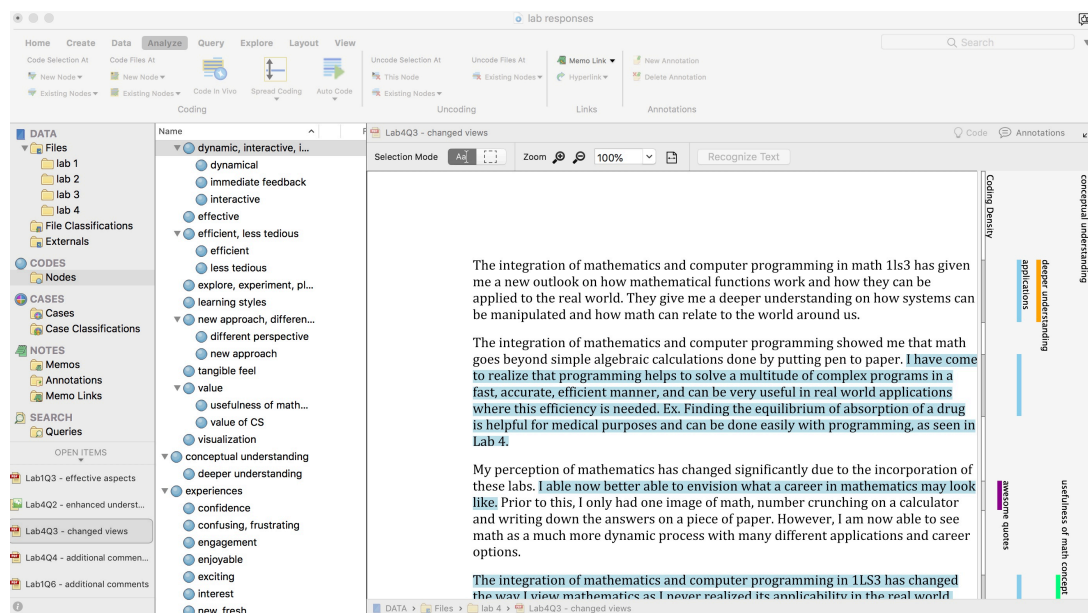 lab responses
Home Create Data Analyze Query Explore Layout View
Search
Code Selection At Code Files At
New Node New Node
Existing Nodes Existing Nodes
Code In Vivo Spread Coding Auto Code
Coding
Uncode Selection At Uncode Files At
This Node Existing Nodes
Existing Nodes
Uncoding
Memo Link
Hyperlink
Links
New Annotation
Delete Annotation
Annotations
DATA
Files
lab 1
lab 2
lab 3
lab 4
File Classifications
Externals
CODES
Nodes
CASES
Cases
Case Classifications
NOTES
Memos
Annotations
Memo Links
SEARCH
Queries
OPEN ITEMS
Lab1Q3 - effective aspects
Lab4Q2 - enhanced underst...
Lab4Q3 - changed views
Lab4Q4 - additional commen...
Lab1Q6 - additional comments
Name
dynamic, interactive, i...
dynamical
immediate feedback
interactive
effective
efficient, less tedious
efficient
less tedious
explore, experiment, pl...
learning styles
new approach, differen...
different perspective
new approach
tangible feel
value
usefulness of math...
value of CS
visualization
conceptual understanding
deeper understanding
experiences
confidence
confusing, frustrating
engagement
enjoyable
exciting
interest
new, fresh
Lab4Q3 - changed views
Code Annotations
Selection Mode Aa Zoom 100% Recognize Text
The integration of mathematics and computer programming in math 1ls3 has given
me a new outlook on how mathematical functions work and how they can be
applied to the real world. They give me a deeper understanding on how systems can
be manipulated and how math can relate to the world around us.
The integration of mathematics and computer programming showed me that math
goes beyond simple algebraic calculations done by putting pen to paper. I have come
to realize that programming helps to solve a multitude of complex programs in a
fast, accurate, efficient manner, and can be very useful in real world applications
where this efficiency is needed. Ex. Finding the equilibrium of absorption of a drug
is helpful for medical purposes and can be done easily with programming, as seen in
Lab 4.
My perception of mathematics has changed significantly due to the incorporation of
these labs. I able now better able to envision what a career in mathematics may look
like. Prior to this, I only had one image of math, number crunching on a calculator
and writing down the answers on a piece of paper. However, I am now able to see
math as a much more dynamic process with many different applications and career
options.
The integration of mathematics and computer programming in 1LS3 has changed
the way I view mathematics as I never realized its applicability in the real world.
Coding Density
applications
deeper understanding
conceptual understanding
awesome quotes
usefulness of math concept
DATA Files lab 4 Lab4Q3 - changed views